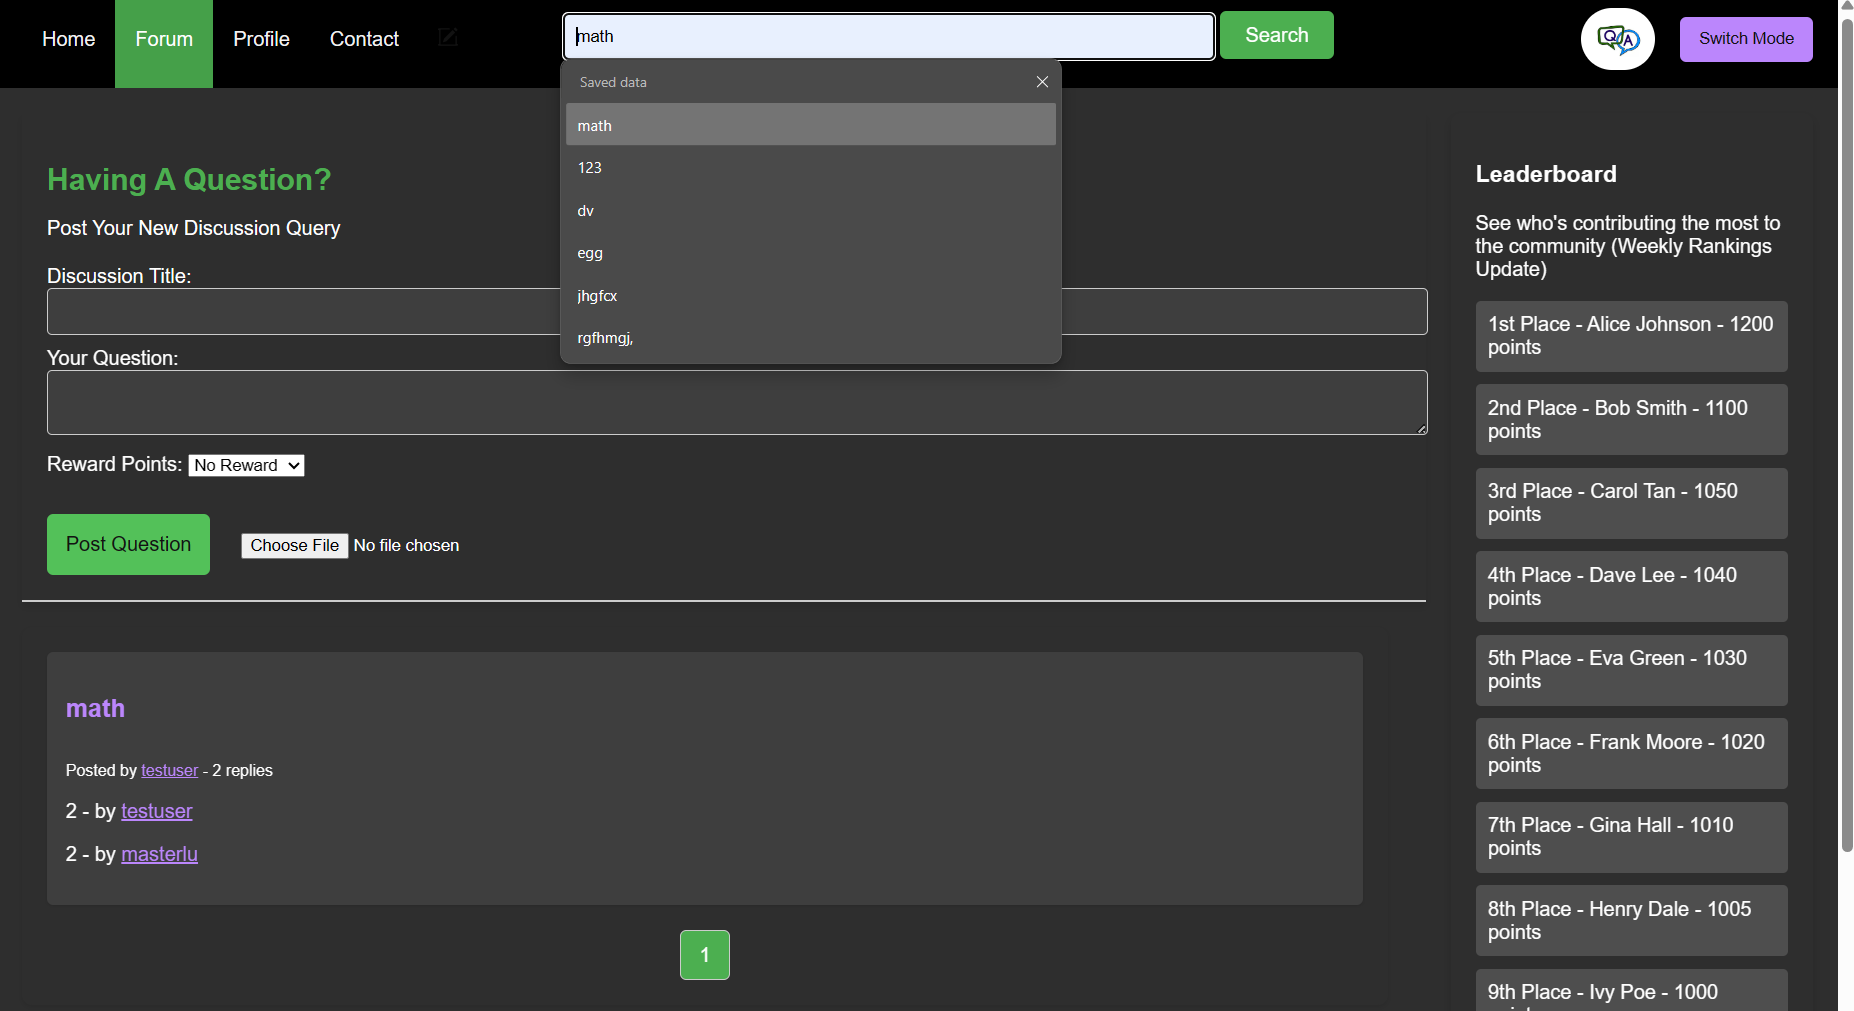 Home
Forum
Profile
Contact
math
Search
QA
Switch Mode
Saved data
math
123
dv
egg
jhgfcx
rgfhmgj,
Having A Question?
Post Your New Discussion Query
Discussion Title:
Your Question:
Reward Points: No Reward
Post Question
Choose File No file chosen
math
Posted by testuser - 2 replies
2 - by testuser
2 - by masterlu
1
Leaderboard
See who's contributing the most to
the community (Weekly Rankings
Update)
1st Place - Alice Johnson - 1200
points
2nd Place - Bob Smith - 1100
points
3rd Place - Carol Tan - 1050
points
4th Place - Dave Lee - 1040
points
5th Place - Eva Green - 1030
points
6th Place - Frank Moore - 1020
points
7th Place - Gina Hall - 1010
points
8th Place - Henry Dale - 1005
points
9th Place - Ivy Poe - 1000